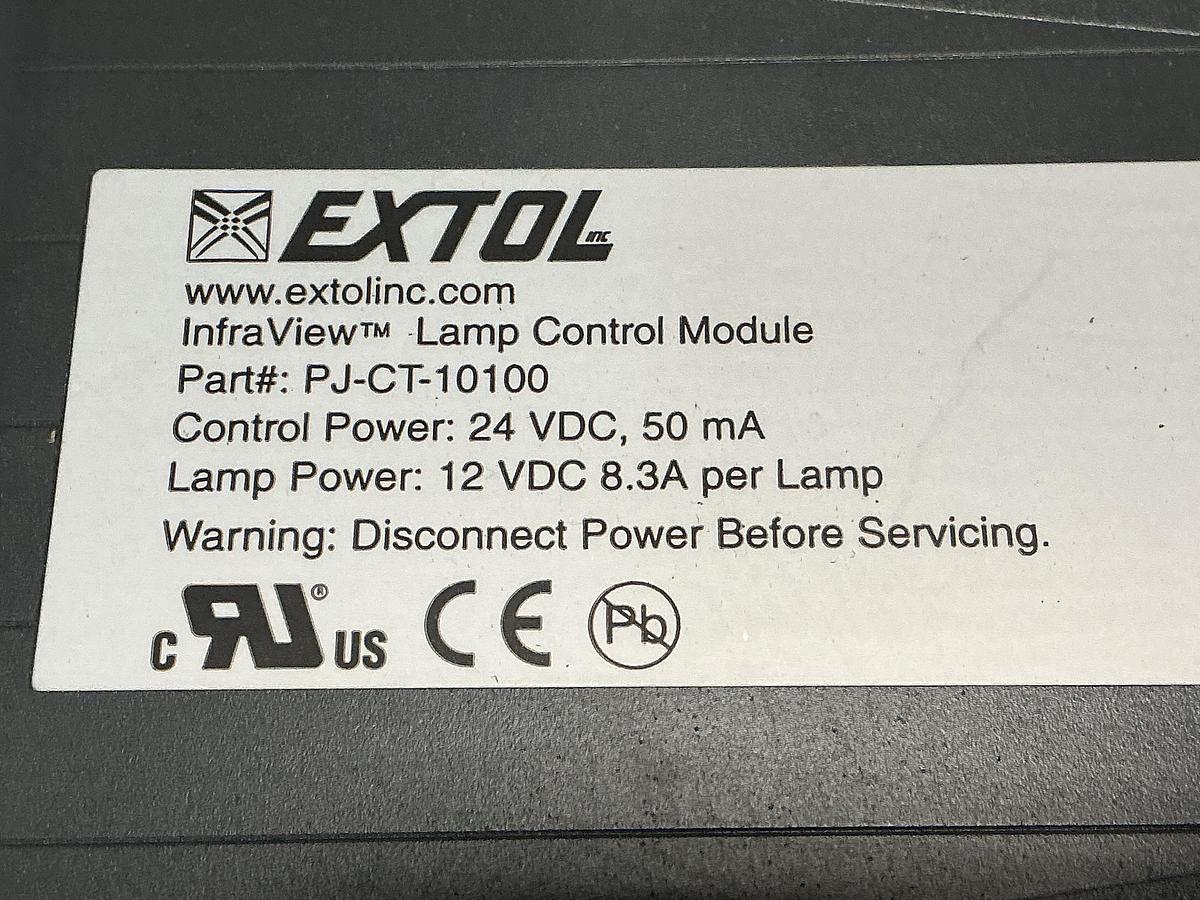 EXTOL inc
www.extolinc.com
InfraView™ Lamp Control Module
Part#: PJ-CT-10100
Control Power: 24 VDC, 50 mA
Lamp Power: 12 VDC 8.3A per Lamp
Warning: Disconnect Power Before Servicing.
C RU® US CE Pb